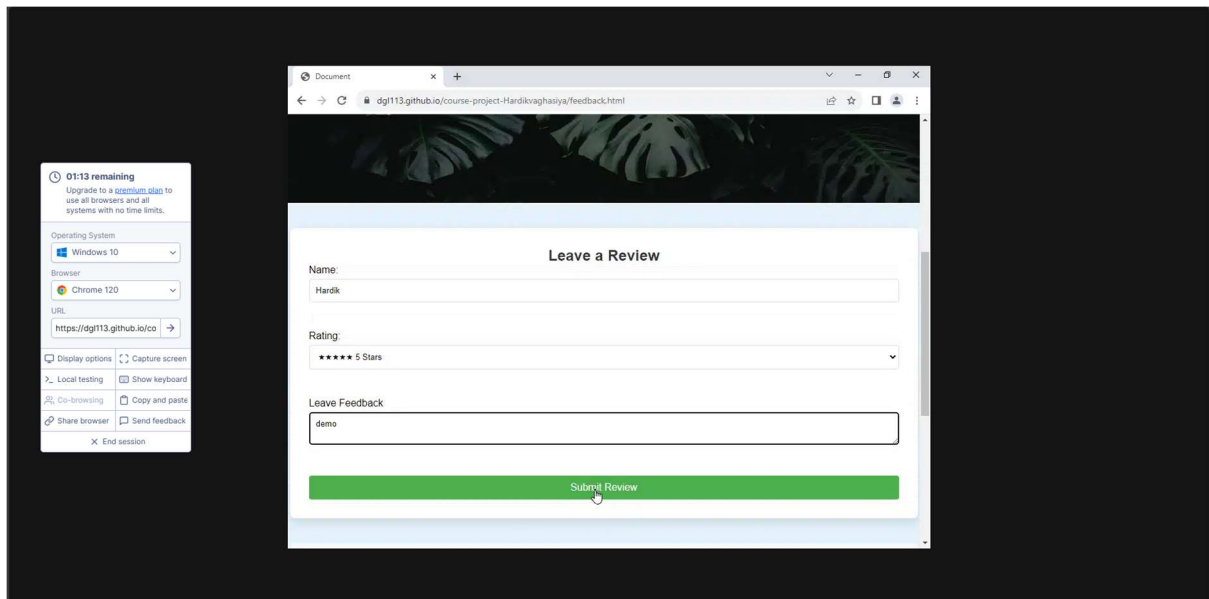 Document
dgl113.github.io/course-project-Hardikvaghasiya/feedback.html
01:13 remaining
Upgrade to a premium plan to
use all browsers and all
systems with no time limits.
Operating System
Windows 10
Browser
Chrome 120
URL
https://dgl113.github.io/co
Display options
Capture screen
Local testing
Show keyboard
Co-browsing
Copy and paste
Share browser
Send feedback
End session
Leave a Review
Name:
Hardik
Rating:
★★★★★ 5 Stars
Leave Feedback
demo
Submit Review